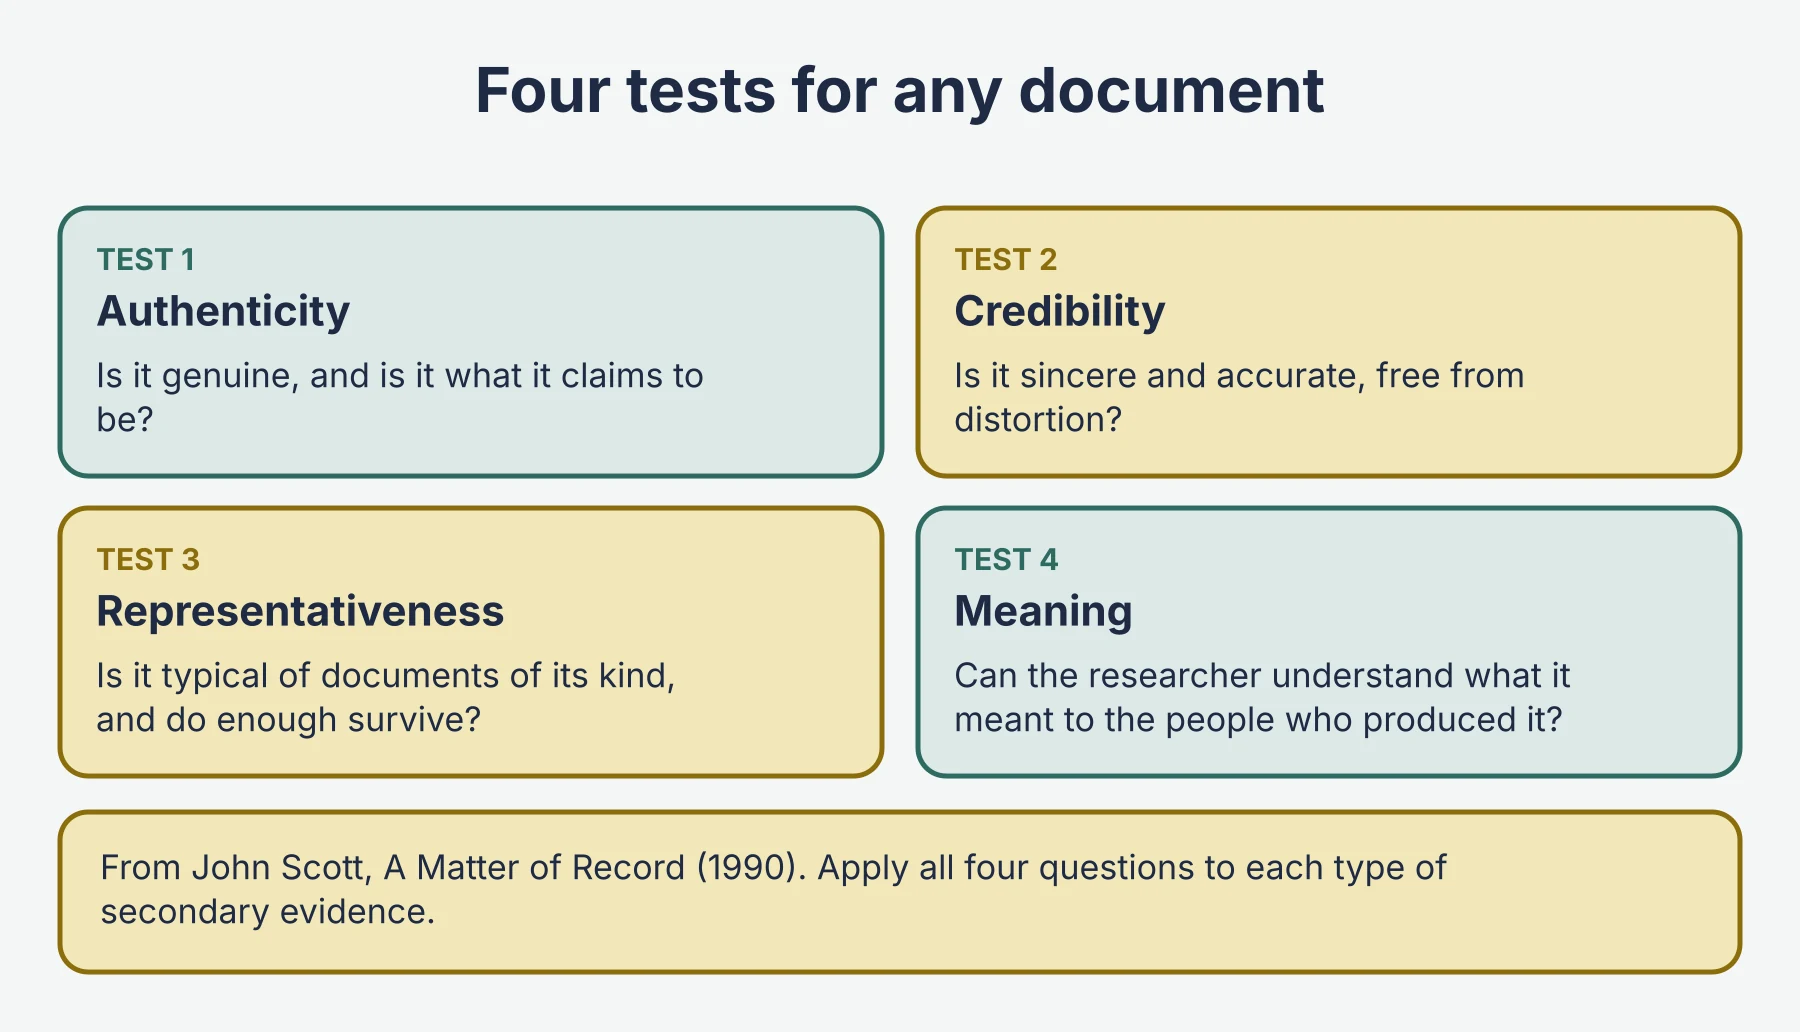 Four tests for any document
TEST 1
Authenticity
Is it genuine, and is it what it claims to
be?
TEST 2
Credibility
Is it sincere and accurate, free from
distortion?
TEST 3
Representativeness
Is it typical of documents of its kind,
and do enough survive?
TEST 4
Meaning
Can the researcher understand what it
meant to the people who produced it?
From John Scott, A Matter of Record (1990). Apply all four questions to each type of
secondary evidence.